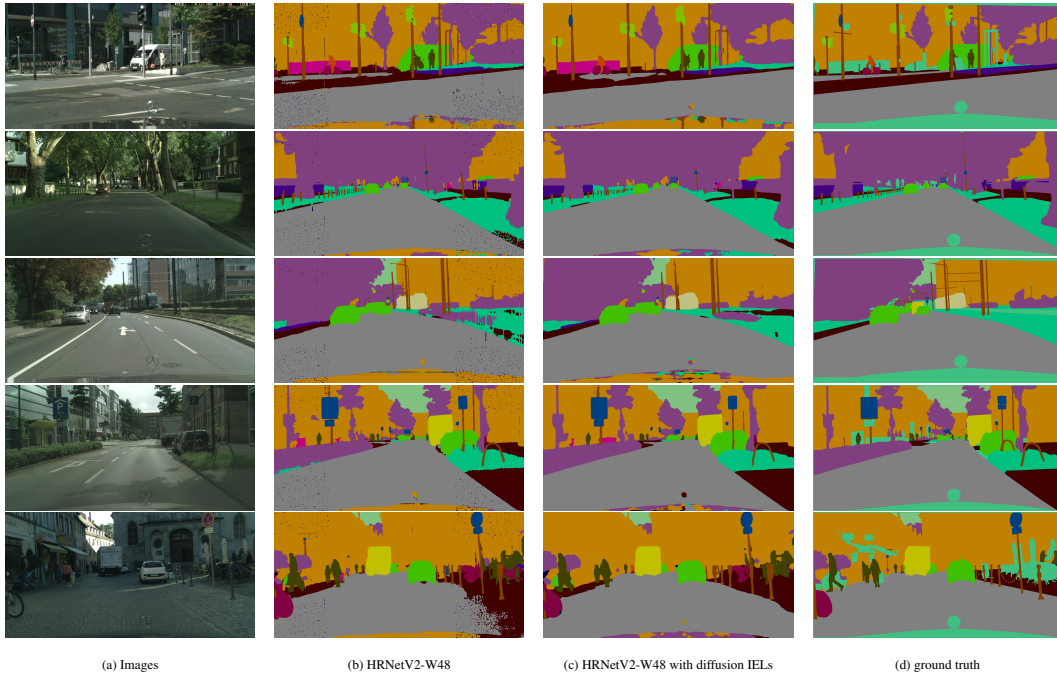 (a) Images
(b) HRNetV2-W48
(c) HRNetV2-W48 with diffusion IELs
(d) ground truth